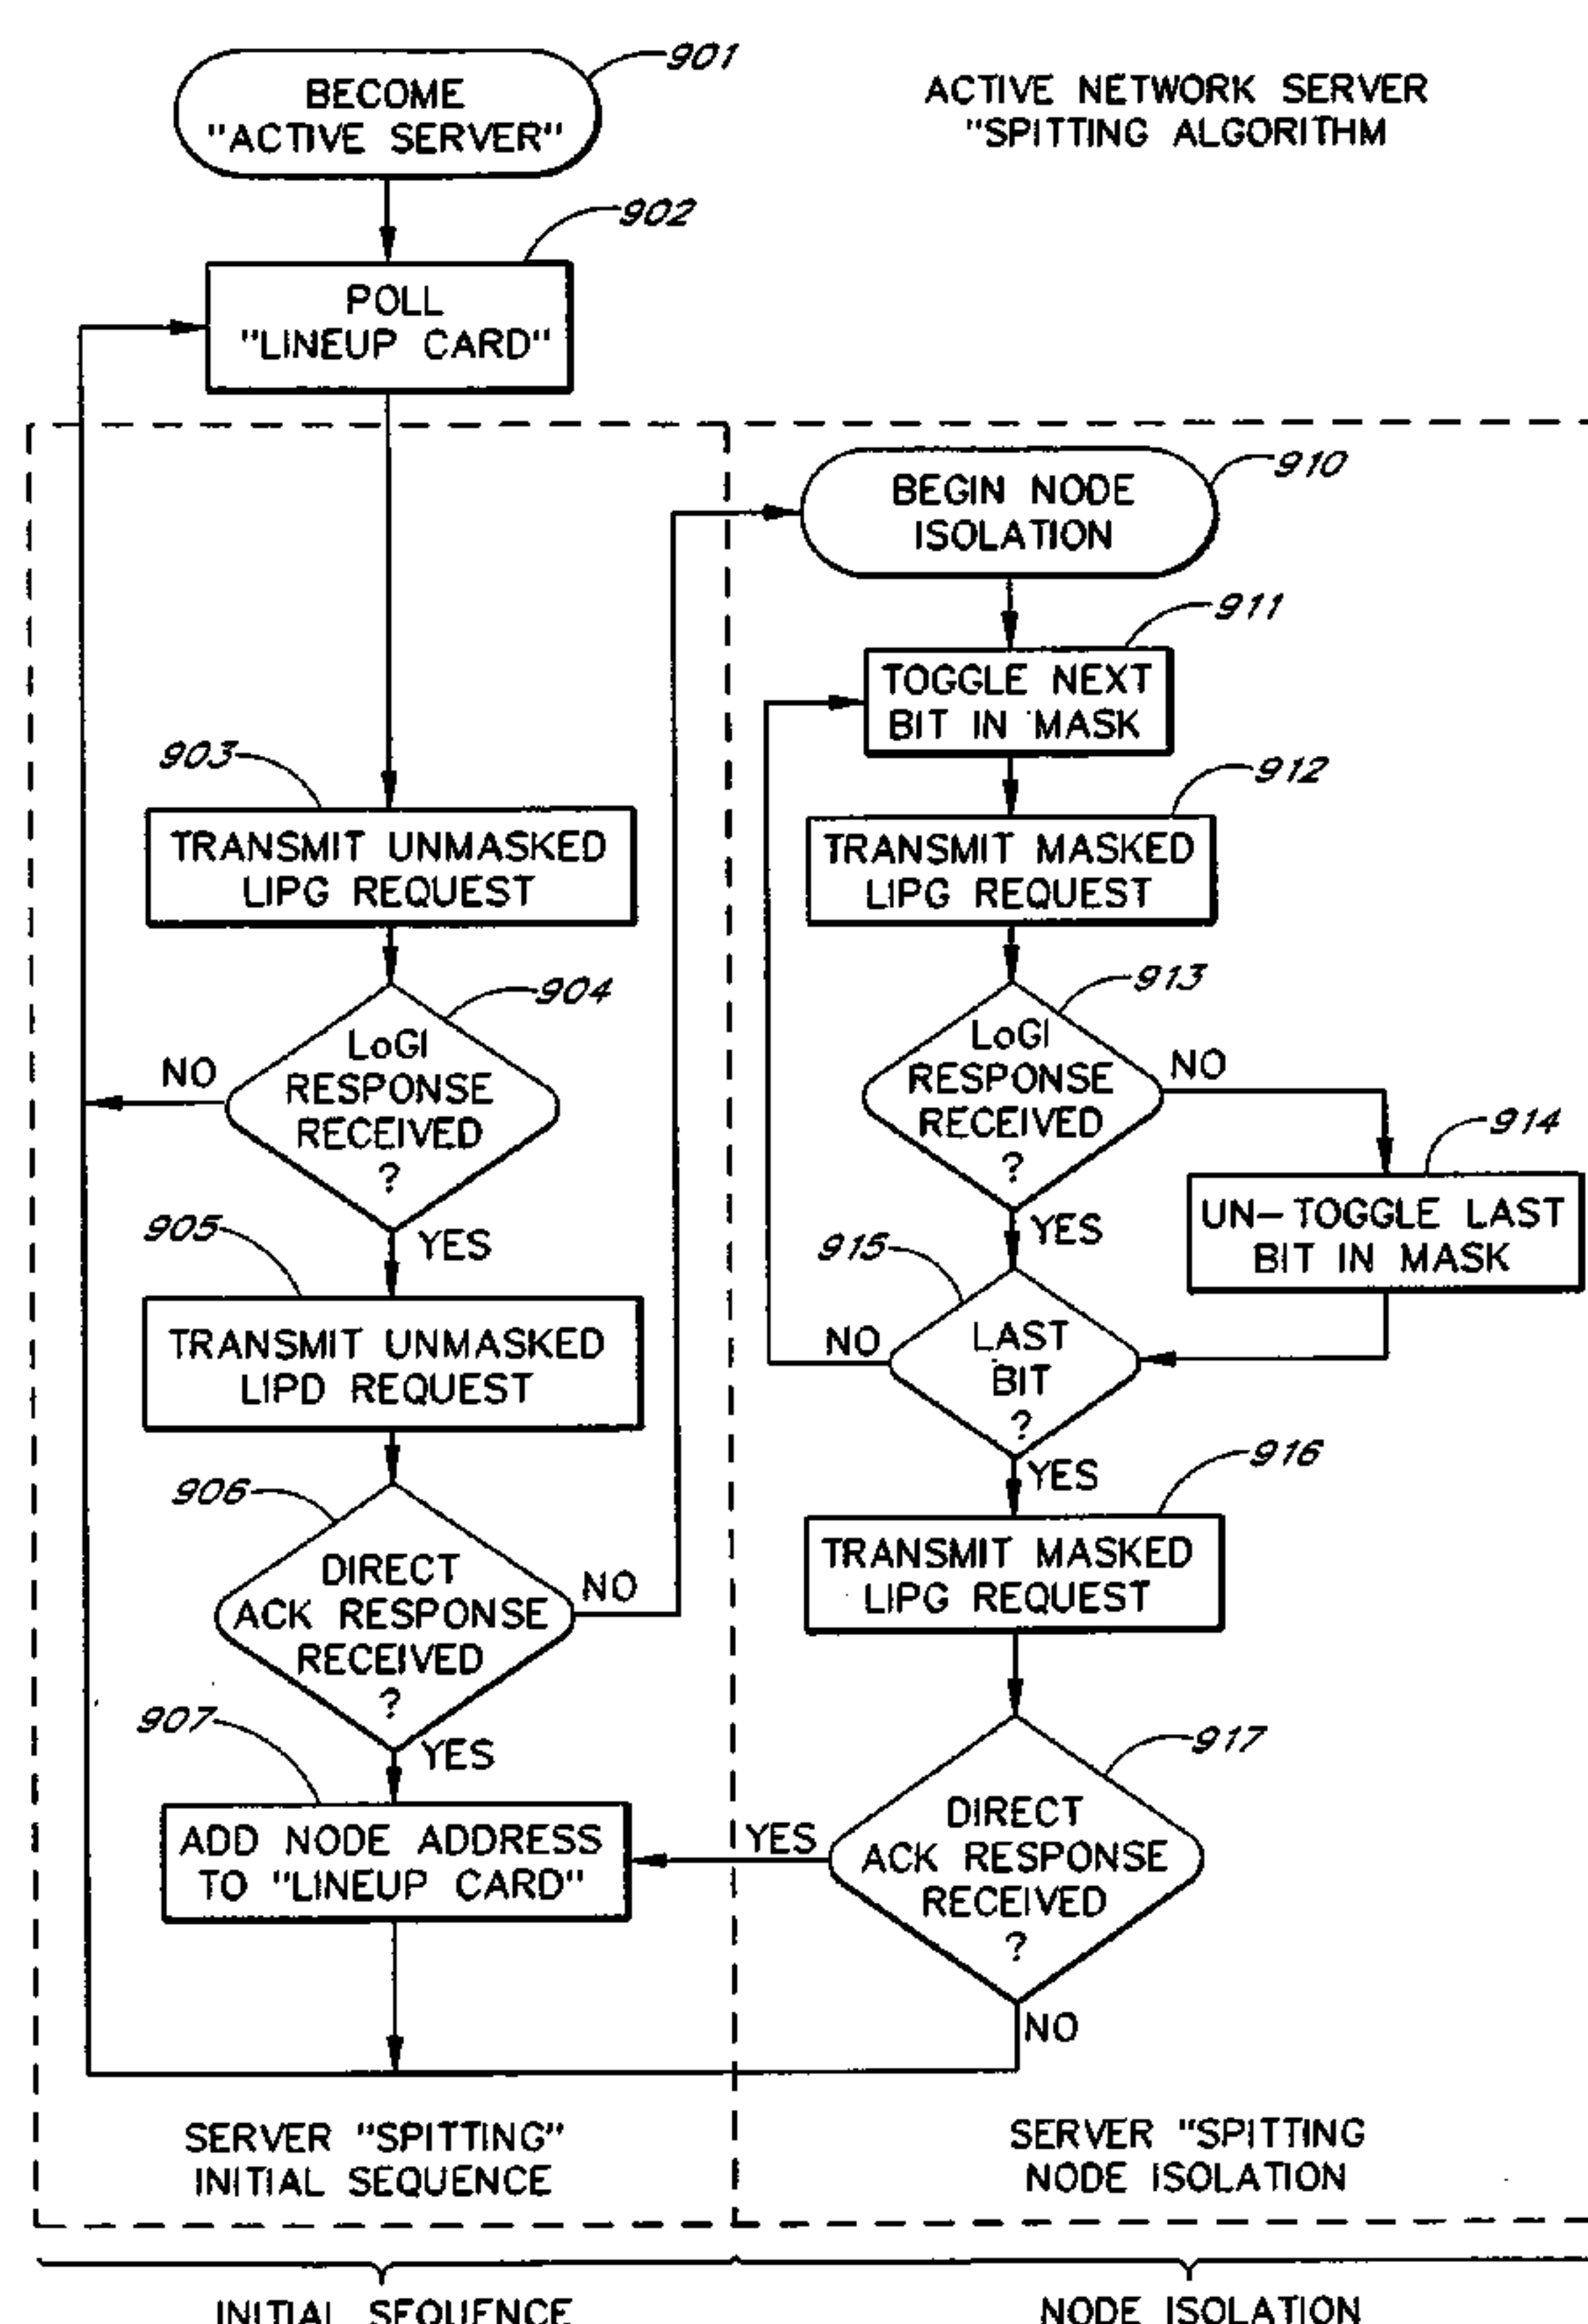 901
BECOME
"ACTIVE SERVER"
ACTIVE NETWORK SERVER
"SPITTING ALGORITHM
902
POLL
"LINEUP CARD"
903
TRANSMIT UNMASKED
LIPG REQUEST
904
LoGI
RESPONSE
RECEIVED
?
NO
YES
905
TRANSMIT UNMASKED
LIPD REQUEST
906
DIRECT
ACK RESPONSE
RECEIVED
?
NO
YES
907
ADD NODE ADDRESS
TO "LINEUP CARD"
SERVER "SPITTING"
INITIAL SEQUENCE
910
BEGIN NODE
ISOLATION
911
TOGGLE NEXT
BIT IN MASK
912
TRANSMIT MASKED
LIPG REQUEST
913
LoGI
RESPONSE
RECEIVED
?
NO
YES
914
UN-TOGGLE LAST
BIT IN MASK
915
LAST
BIT
?
NO
YES
916
TRANSMIT MASKED
LIPG REQUEST
917
DIRECT
ACK RESPONSE
RECEIVED
?
YES
NO
SERVER "SPITTING
NODE ISOLATION
INITIAL SEQUENCE
NODE ISOLATION